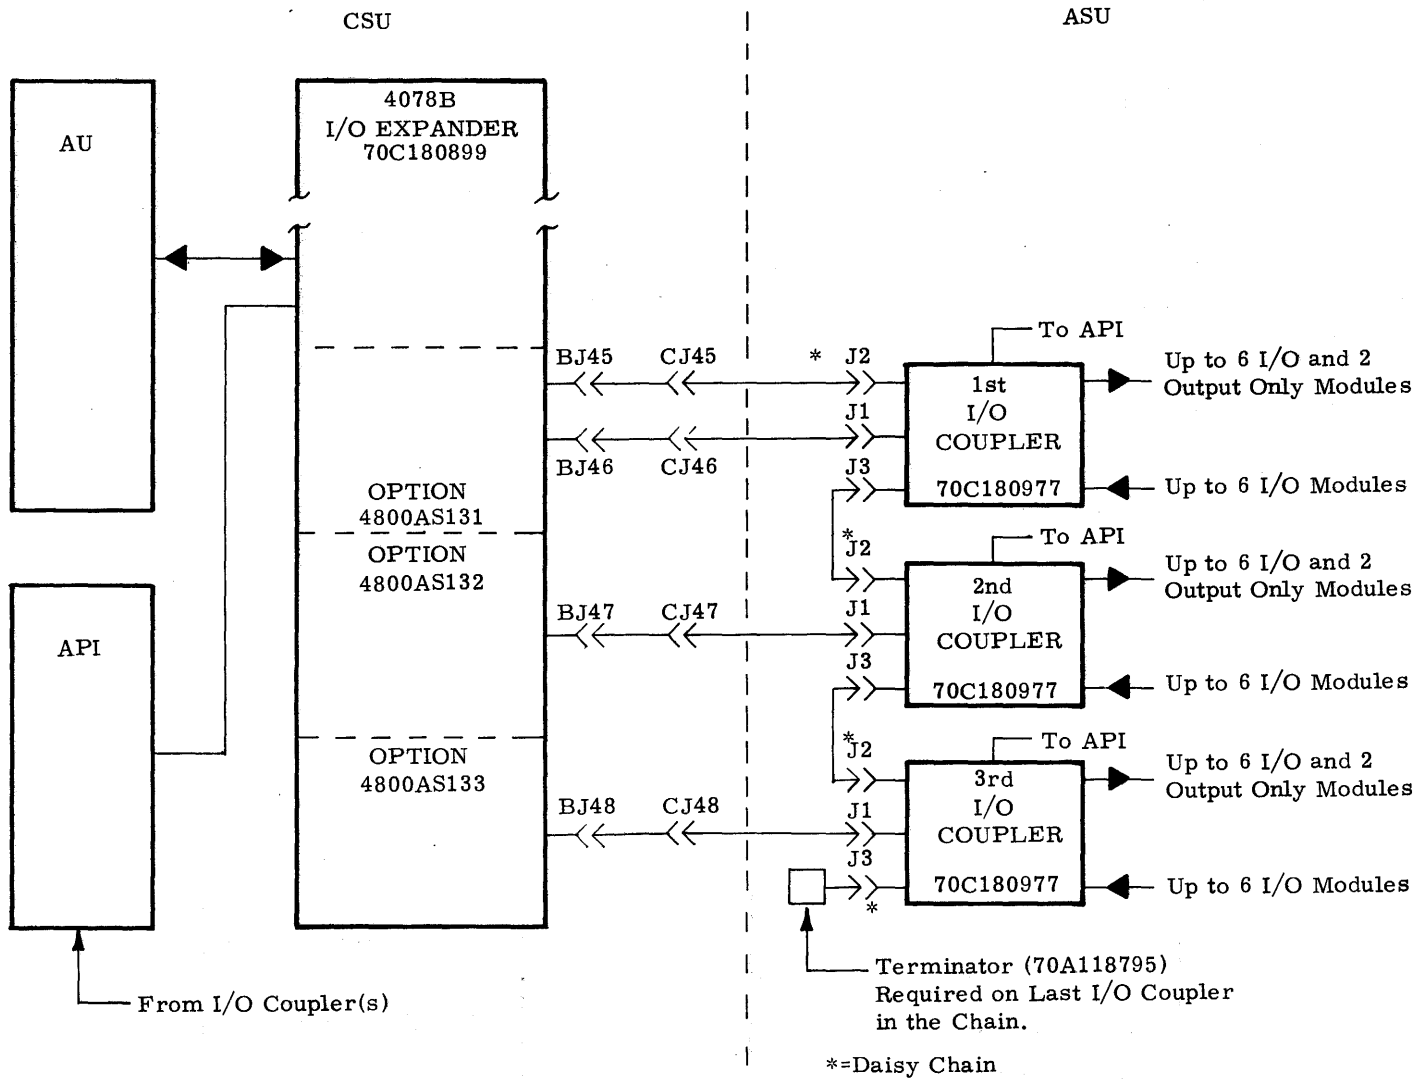 CSU
ASU
AU
4078B
I/O EXPANDER
70C180899
To API
BJ45
CJ45
*
J2
1st
I/O
COUPLER
70C180977
Up to 6 I/O and 2
Output Only Modules
J1
BJ46
CJ46
J3
Up to 6 I/O Modules
OPTION
4800AS131
OPTION
4800AS132
*
J2
To API
2nd
I/O
COUPLER
70C180977
Up to 6 I/O and 2
Output Only Modules
BJ47
CJ47
J1
J3
Up to 6 I/O Modules
API
OPTION
4800AS133
*
J2
To API
3rd
I/O
COUPLER
70C180977
Up to 6 I/O and 2
Output Only Modules
BJ48
CJ48
J1
J3
*
Up to 6 I/O Modules
From I/O Coupler(s)
Terminator (70A118795)
Required on Last I/O Coupler
in the Chain.
*=Daisy Chain